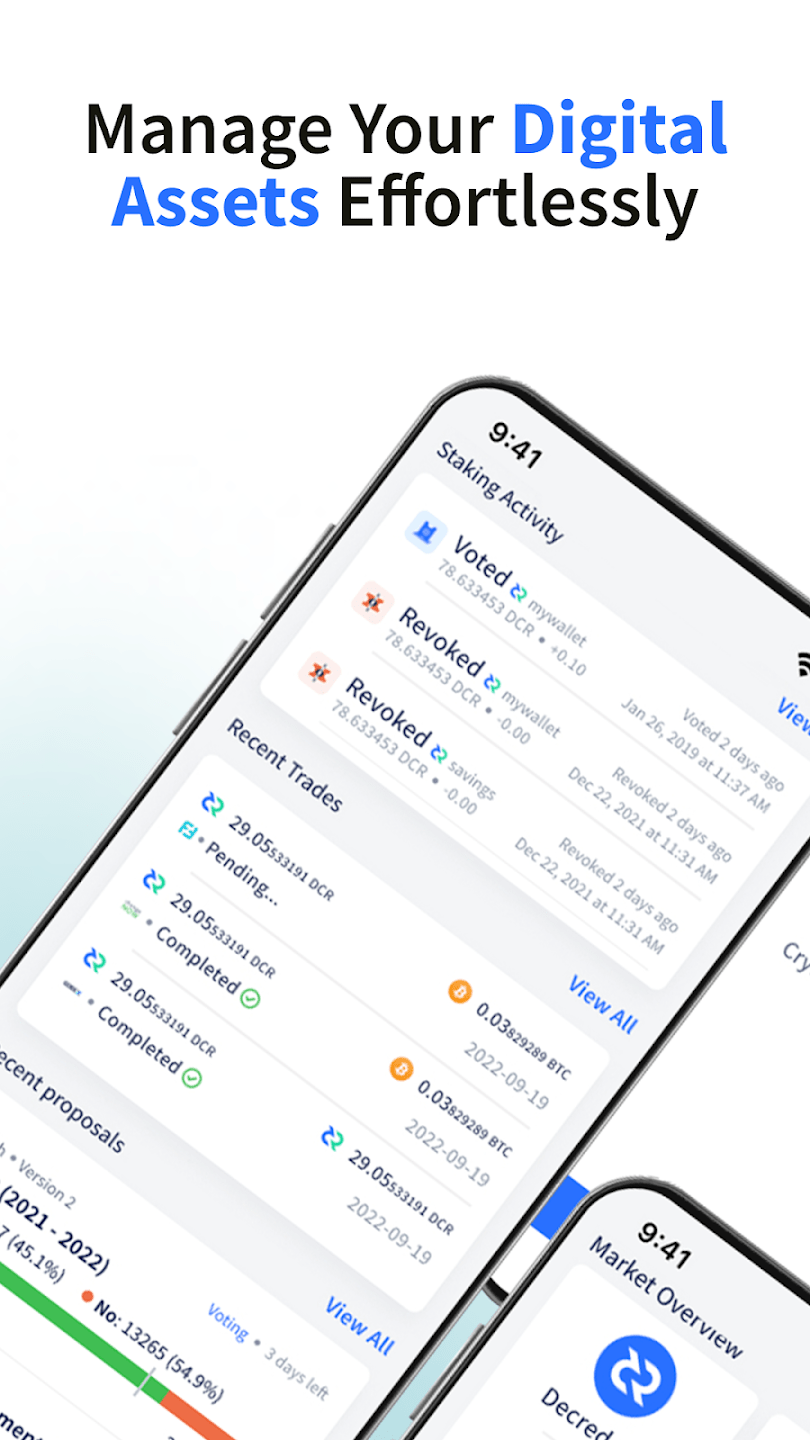 Manage Your Digital
Assets Effortlessly
9:41
Staking Activity
View
Voted mywallet
78.633453 DCR • +0.10
Voted 2 days ago
Jan 26, 2019 at 11:37 AM
Revoked mywallet
78.633453 DCR • -0.00
Revoked 2 days ago
Dec 22, 2021 at 11:31 AM
Revoked savings
78.633453 DCR • -0.00
Revoked 2 days ago
Dec 22, 2021 at 11:31 AM
Recent Trades
View All
29.05533191 DCR
0.03829289 BTC
• Pending...
2022-09-19
29.05533191 DCR
0.03829289 BTC
• Completed
2022-09-19
29.05533191 DCR
29.05533191 DCR
• Completed
2022-09-19
ecent proposals
View All
• Version 2
Voting • 3 days left
(2021 - 2022)
7 (45.1%)
No: 13265 (54.9%)
Cry
9:41
Market Overview
Decred